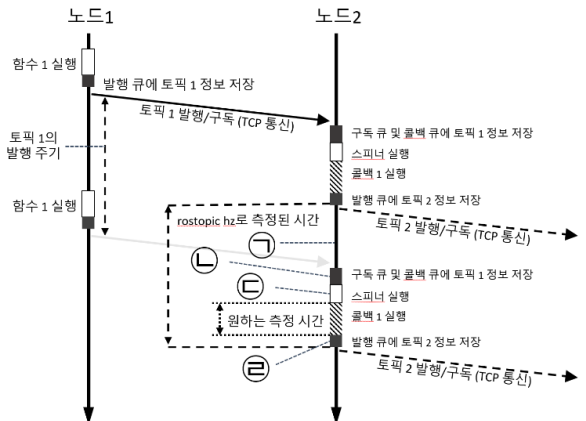 노드1
노드2
함수 1 실행
발행 큐에 토픽 1 정보 저장
토픽 1 발행/구독 (TCP 통신)
토픽 1의
발행 주기
구독 큐 및 콜백 큐에 토픽 1 정보 저장
스피너 실행
콜백 1 실행
발행 큐에 토픽 2 정보 저장
함수 1 실행
rostopic hz로 측정된 시간
토픽 2 발행/구독 (TCP 통신)
ㄱ
ㄴ
ㄷ
구독 큐 및 콜백 큐에 토픽 1 정보 저장
스피너 실행
원하는 측정 시간
콜백 1 실행
발행 큐에 토픽 2 정보 저장
ㄹ
토픽 2 발행/구독 (TCP 통신)